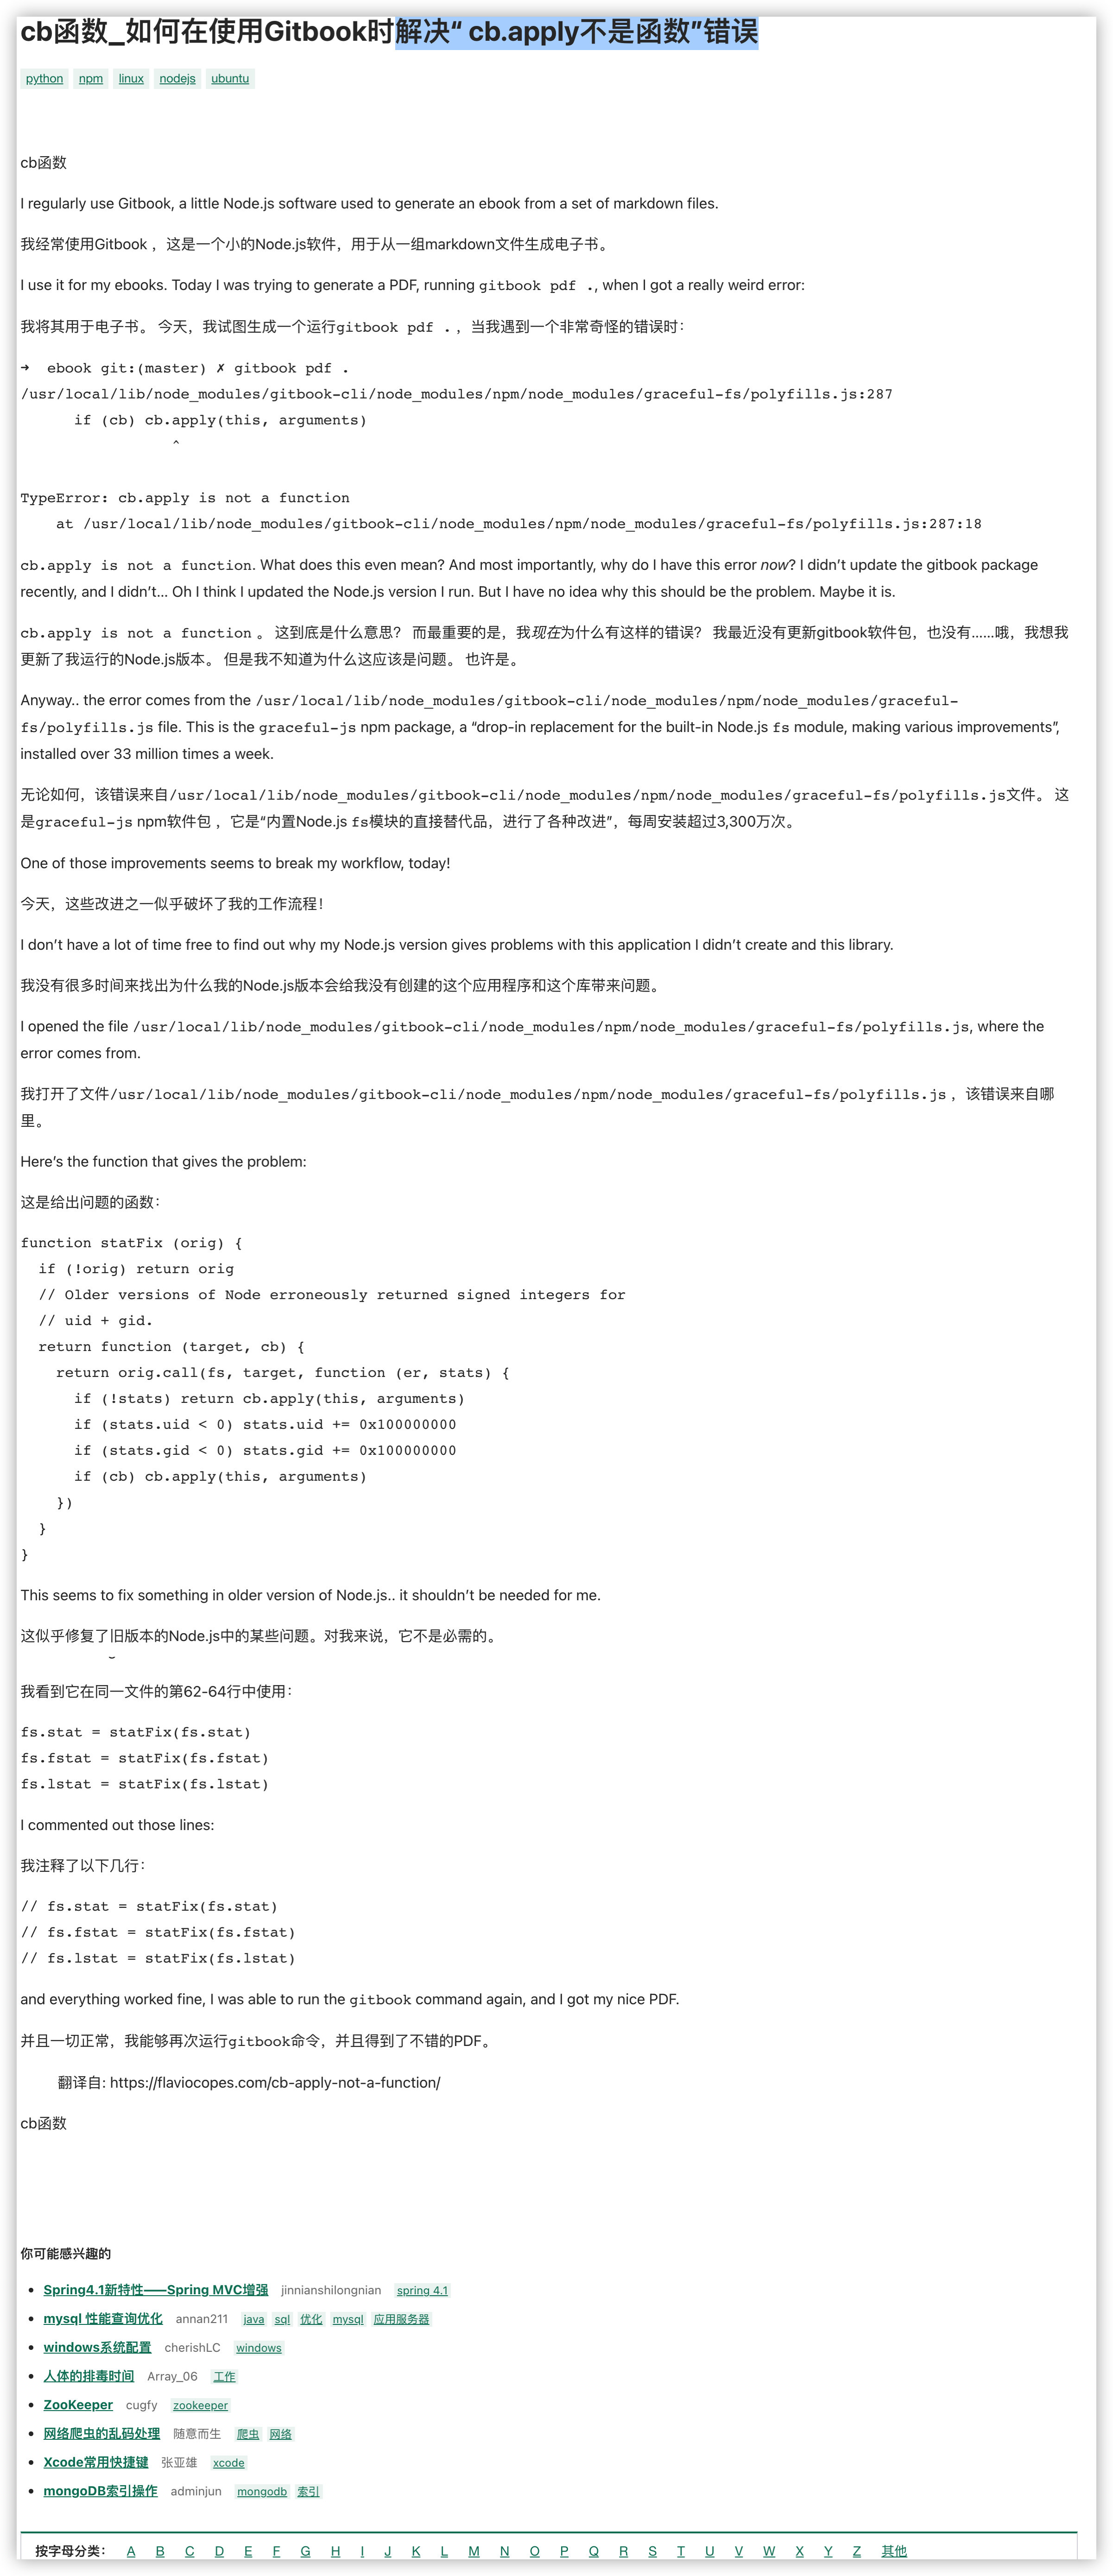 cb函数_如何在使用Gitbook时解决“ cb.apply不是函数”错误
python npm linux nodejs ubuntu
cb函数
I regularly use Gitbook, a little Node.js software used to generate an ebook from a set of markdown files.
我经常使用Gitbook ，这是一个小的Node.js软件，用于从一组markdown文件生成电子书。
I use it for my ebooks. Today I was trying to generate a PDF, running gitbook pdf ., when I got a really weird error:
我将其用于电子书。 今天，我试图生成一个运行gitbook pdf . ，当我遇到一个非常奇怪的错误时：
➜  ebook git:(master) ✗ gitbook pdf .
/usr/local/lib/node_modules/gitbook-cli/node_modules/npm/node_modules/graceful-fs/polyfills.js:287
      if (cb) cb.apply(this, arguments)
                 ^
TypeError: cb.apply is not a function
    at /usr/local/lib/node_modules/gitbook-cli/node_modules/npm/node_modules/graceful-fs/polyfills.js:287:18
cb.apply is not a function. What does this even mean? And most importantly, why do I have this error now? I didn’t update the gitbook package
recently, and I didn’t… Oh I think I updated the Node.js version I run. But I have no idea why this should be the problem. Maybe it is.
cb.apply is not a function 。 这到底是什么意思？ 而最重要的是，我现在为什么有这样的错误？ 我最近没有更新gitbook软件包，也没有……哦，我想我
更新了我运行的Node.js版本。 但是我不知道为什么这应该是问题。 也许是。
Anyway.. the error comes from the /usr/local/lib/node_modules/gitbook-cli/node_modules/npm/node_modules/graceful-
fs/polyfills.js file. This is the graceful-js npm package, a “drop-in replacement for the built-in Node.js fs module, making various improvements”,
installed over 33 million times a week.
无论如何，该错误来自/usr/local/lib/node_modules/gitbook-cli/node_modules/npm/node_modules/graceful-fs/polyfills.js文件。 这
是graceful-js npm软件包 ，它是“内置Node.js fs模块的直接替代品，进行了各种改进”，每周安装超过3,300万次。
One of those improvements seems to break my workflow, today!
今天，这些改进之一似乎破坏了我的工作流程！
I don’t have a lot of time free to find out why my Node.js version gives problems with this application I didn’t create and this library.
我没有很多时间来找出为什么我的Node.js版本会给我没有创建的这个应用程序和这个库带来问题。
I opened the file /usr/local/lib/node_modules/gitbook-cli/node_modules/npm/node_modules/graceful-fs/polyfills.js, where the
error comes from.
我打开了文件/usr/local/lib/node_modules/gitbook-cli/node_modules/npm/node_modules/graceful-fs/polyfills.js ，该错误来自哪
里。
Here’s the function that gives the problem:
这是给出问题的函数：
function statFix (orig) {
  if (!orig) return orig
  // Older versions of Node erroneously returned signed integers for
  // uid + gid.
  return function (target, cb) {
    return orig.call(fs, target, function (er, stats) {
      if (!stats) return cb.apply(this, arguments)
      if (stats.uid < 0) stats.uid += 0x100000000
      if (stats.gid < 0) stats.gid += 0x100000000
      if (cb) cb.apply(this, arguments)
    })
  }
}
This seems to fix something in older version of Node.js.. it shouldn’t be needed for me.
这似乎修复了旧版本的Node.js中的某些问题。对我来说，它不是必需的。
我看到它在同一文件的第62-64行中使用：
fs.stat = statFix(fs.stat)
fs.fstat = statFix(fs.fstat)
fs.lstat = statFix(fs.lstat)
I commented out those lines:
我注释了以下几行：
// fs.stat = statFix(fs.stat)
// fs.fstat = statFix(fs.fstat)
// fs.lstat = statFix(fs.lstat)
and everything worked fine, I was able to run the gitbook command again, and I got my nice PDF.
并且一切正常，我能够再次运行gitbook命令，并且得到了不错的PDF。
翻译自: https://flaviocopes.com/cb-apply-not-a-function/
cb函数
你可能感兴趣的
Spring4.1新特性——Spring MVC增强 jinnianshilongnian spring 4.1
mysql 性能查询优化 annan211 java sql 优化 mysql 应用服务器
windows系统配置 cherishLC windows
人体的排毒时间 Array_06 工作
ZooKeeper cugfy zookeeper
网络爬虫的乱码处理 随意而生 爬虫 网络
Xcode常用快捷键 张亚雄 xcode
mongoDB索引操作 adminjun mongodb 索引
按字母分类： A B C D E F G H I J K L M N O P Q R S T U V W X Y Z 其他